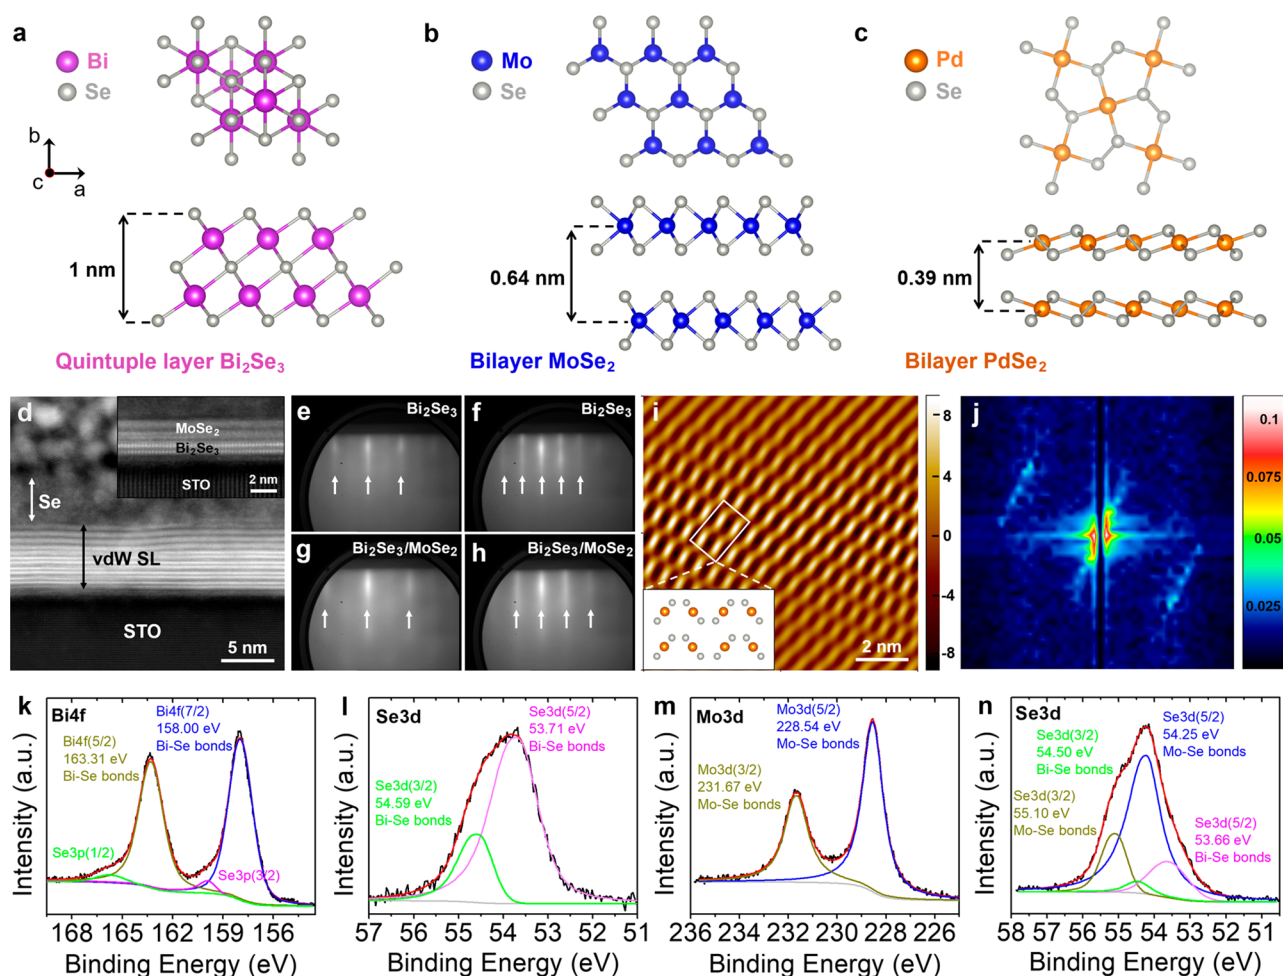 a
Bi
Se
b
c
a
1 nm
Quintuple layer Bi₂Se₃
b
Mo
Se
0.64 nm
Bilayer MoSe₂
c
Pd
Se
0.39 nm
Bilayer PdSe₂
d
MoSe₂
Bi₂Se₃
STO
2 nm
Se
vdW SL
STO
5 nm
e
Bi₂Se₃
f
Bi₂Se₃
g
Bi₂Se₃/MoSe₂
h
Bi₂Se₃/MoSe₂
i
2 nm
8
4
0
-4
-8
j
0.1
0.075
0.05
0.025
k
Bi4f
Bi4f(7/2)
158.00 eV
Bi-Se bonds
Bi4f(5/2)
163.31 eV
Bi-Se bonds
Se3p(1/2)
Se3p(3/2)
Intensity (a.u.)
168 165 162 159 156
Binding Energy (eV)
l
Se3d
Se3d(5/2)
53.71 eV
Bi-Se bonds
Se3d(3/2)
54.59 eV
Bi-Se bonds
Intensity (a.u.)
57 56 55 54 53 52 51
Binding Energy (eV)
m
Mo3d
Mo3d(5/2)
228.54 eV
Mo-Se bonds
Mo3d(3/2)
231.67 eV
Mo-Se bonds
Intensity (a.u.)
236 234 232 230 228 226
Binding Energy (eV)
n
Se3d
Se3d(5/2)
54.25 eV
Mo-Se bonds
Se3d(3/2)
54.50 eV
Bi-Se bonds
Se3d(3/2)
55.10 eV
Mo-Se bonds
Se3d(5/2)
53.66 eV
Bi-Se bonds
Intensity (a.u.)
58 57 56 55 54 53 52 51
Binding Energy (eV)